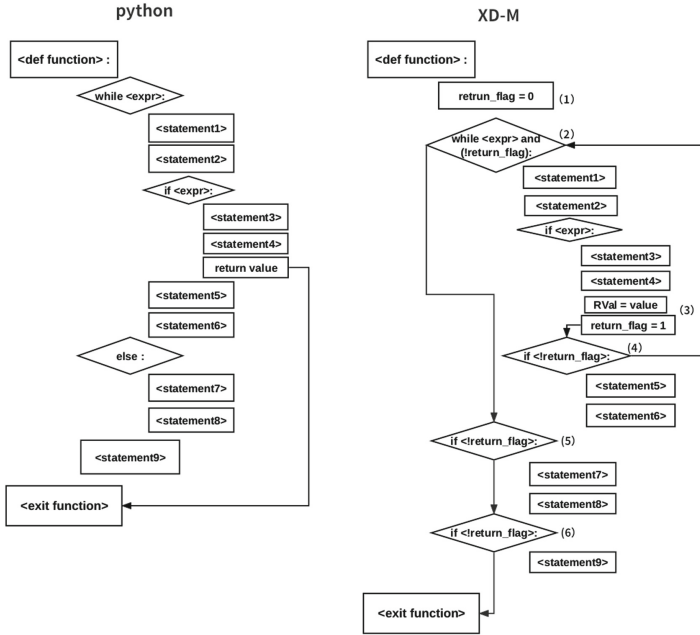 python
<def function> :
while <expr>:
<statement1>
<statement2>
if <expr>:
<statement3>
<statement4>
return value
<statement5>
<statement6>
else :
<statement7>
<statement8>
<statement9>
<exit function>
XD-M
<def function> :
retrun_flag = 0
(1)
while <expr> and
(!return_flag):
(2)
<statement1>
<statement2>
if <expr>:
<statement3>
<statement4>
RVal = value
return_flag = 1
(3)
if <!return_flag>:
(4)
<statement5>
<statement6>
if <!return_flag>:
(5)
<statement7>
<statement8>
if <!return_flag>:
(6)
<statement9>
<exit function>